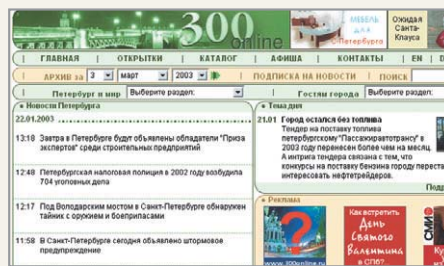 300
online
МЕБЕЛЬ
для
Петербурга
Ожидая
Санта-
Клауса
| ГЛАВНАЯ | ОТКРЫТКИ | КАТАЛОГ | АФИША | КОНТАКТЫ | EN |
АРХИВ за 3 март 2003 | ПОДПИСКА НА НОВОСТИ | ПОИСК
Петербург и мир Выберите раздел: Гостям города Выберите раздел:
Новости Петербурга
22.01.2003
13:18 Завтра в Петербурге будут объявлены обладатели "Приза
экспертов" среди строительных предприятий
12:48 Петербургская налоговая полиция в 2002 году возбудила
704 уголовных дела
12:17 Под Володарским мостом в Санкт-Петербурге обнаружен
тайник с оружием и боеприпасами
11:58 В Санкт-Петербурге сегодня объявлено штормовое
предупреждение
Тема дня
21.01 Город остался без топлива
Тендер на поставку топлива
петербургскому "Пассажиравтотрансу" в
2003 году перенесен более чем на месяц.
А интрига тендера связана с тем, что
конкурсы на поставку бензина городу переста
интересовать нефтетрейдеров.
Подр
Реклама
?
www.300online.ru
Как встретить
День
Святого
Валентина
в СПб?
СМИ